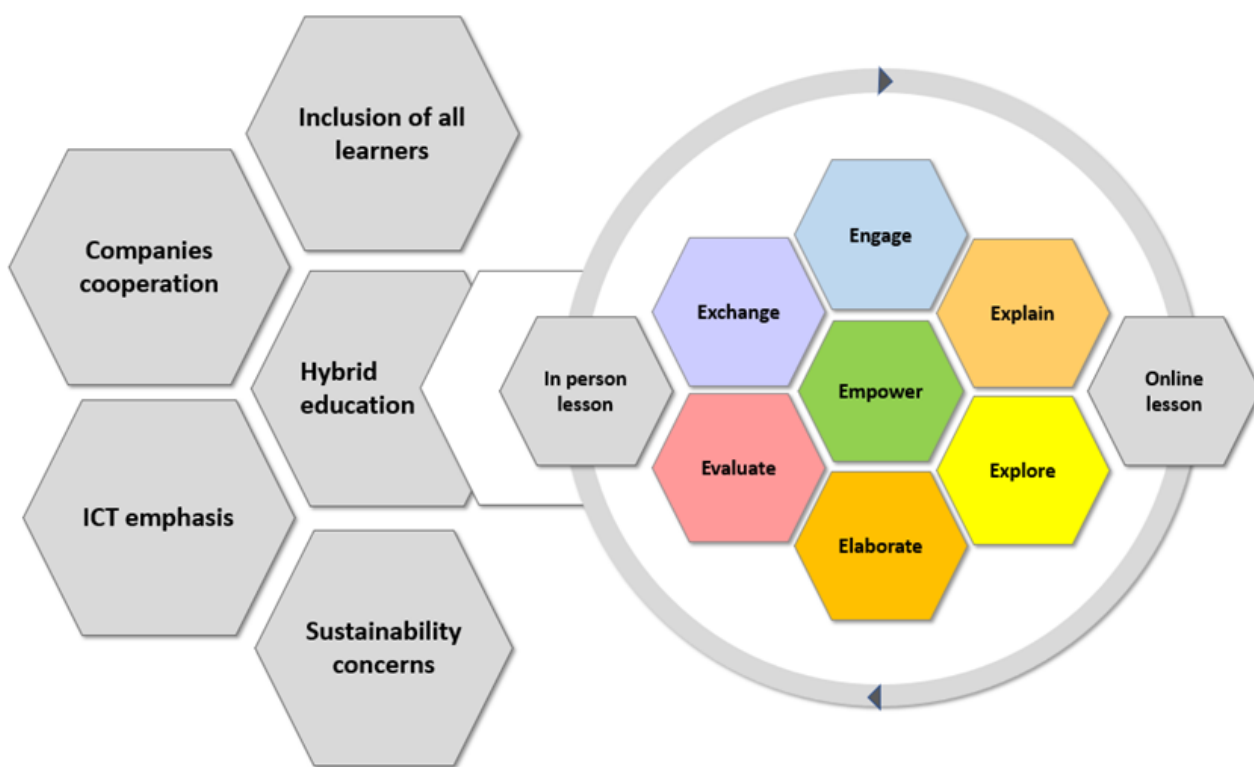 Inclusion of all
learners
Companies
cooperation
Hybrid
education
ICT emphasis
Sustainability
concerns
In person
lesson
Engage
Exchange
Explain
Empower
Evaluate
Explore
Elaborate
Online
lesson